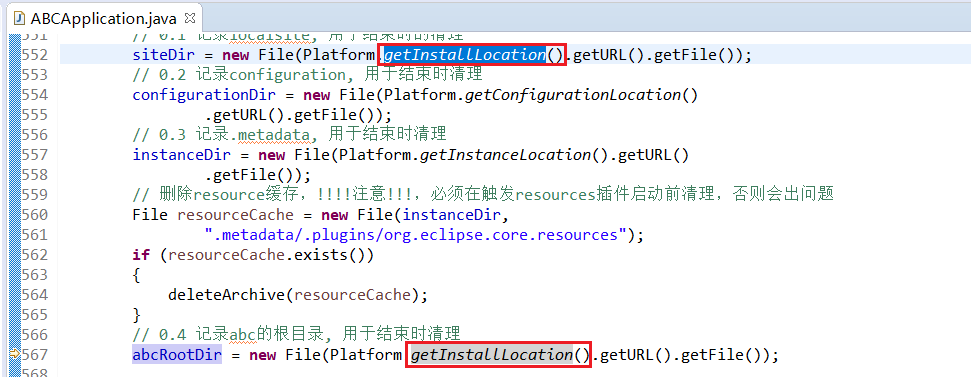 ABCApplication.java
551 // 0.1 记录localsite, 用于结束时的清理
552 siteDir = new File(Platform.getInstallLocation().getURL().getFile());
553 // 0.2 记录configuration, 用于结束时清理
554 configurationDir = new File(Platform.getConfigurationLocation()
555 .getURL().getFile());
556 // 0.3 记录.metadata, 用于结束时清理
557 instanceDir = new File(Platform.getInstanceLocation().getURL()
558 .getFile());
559 // 删除resource缓存，!!!!注意!!!，必须在触发resources插件启动前清理，否则会出问题
560 File resourceCache = new File(instanceDir,
561 ".metadata/.plugins/org.eclipse.core.resources");
562 if (resourceCache.exists())
563 {
564 deleteArchive(resourceCache);
565 }
566 // 0.4 记录abc的根目录, 用于结束时清理
567 abcRootDir = new File(Platform.getInstallLocation().getURL().getFile());